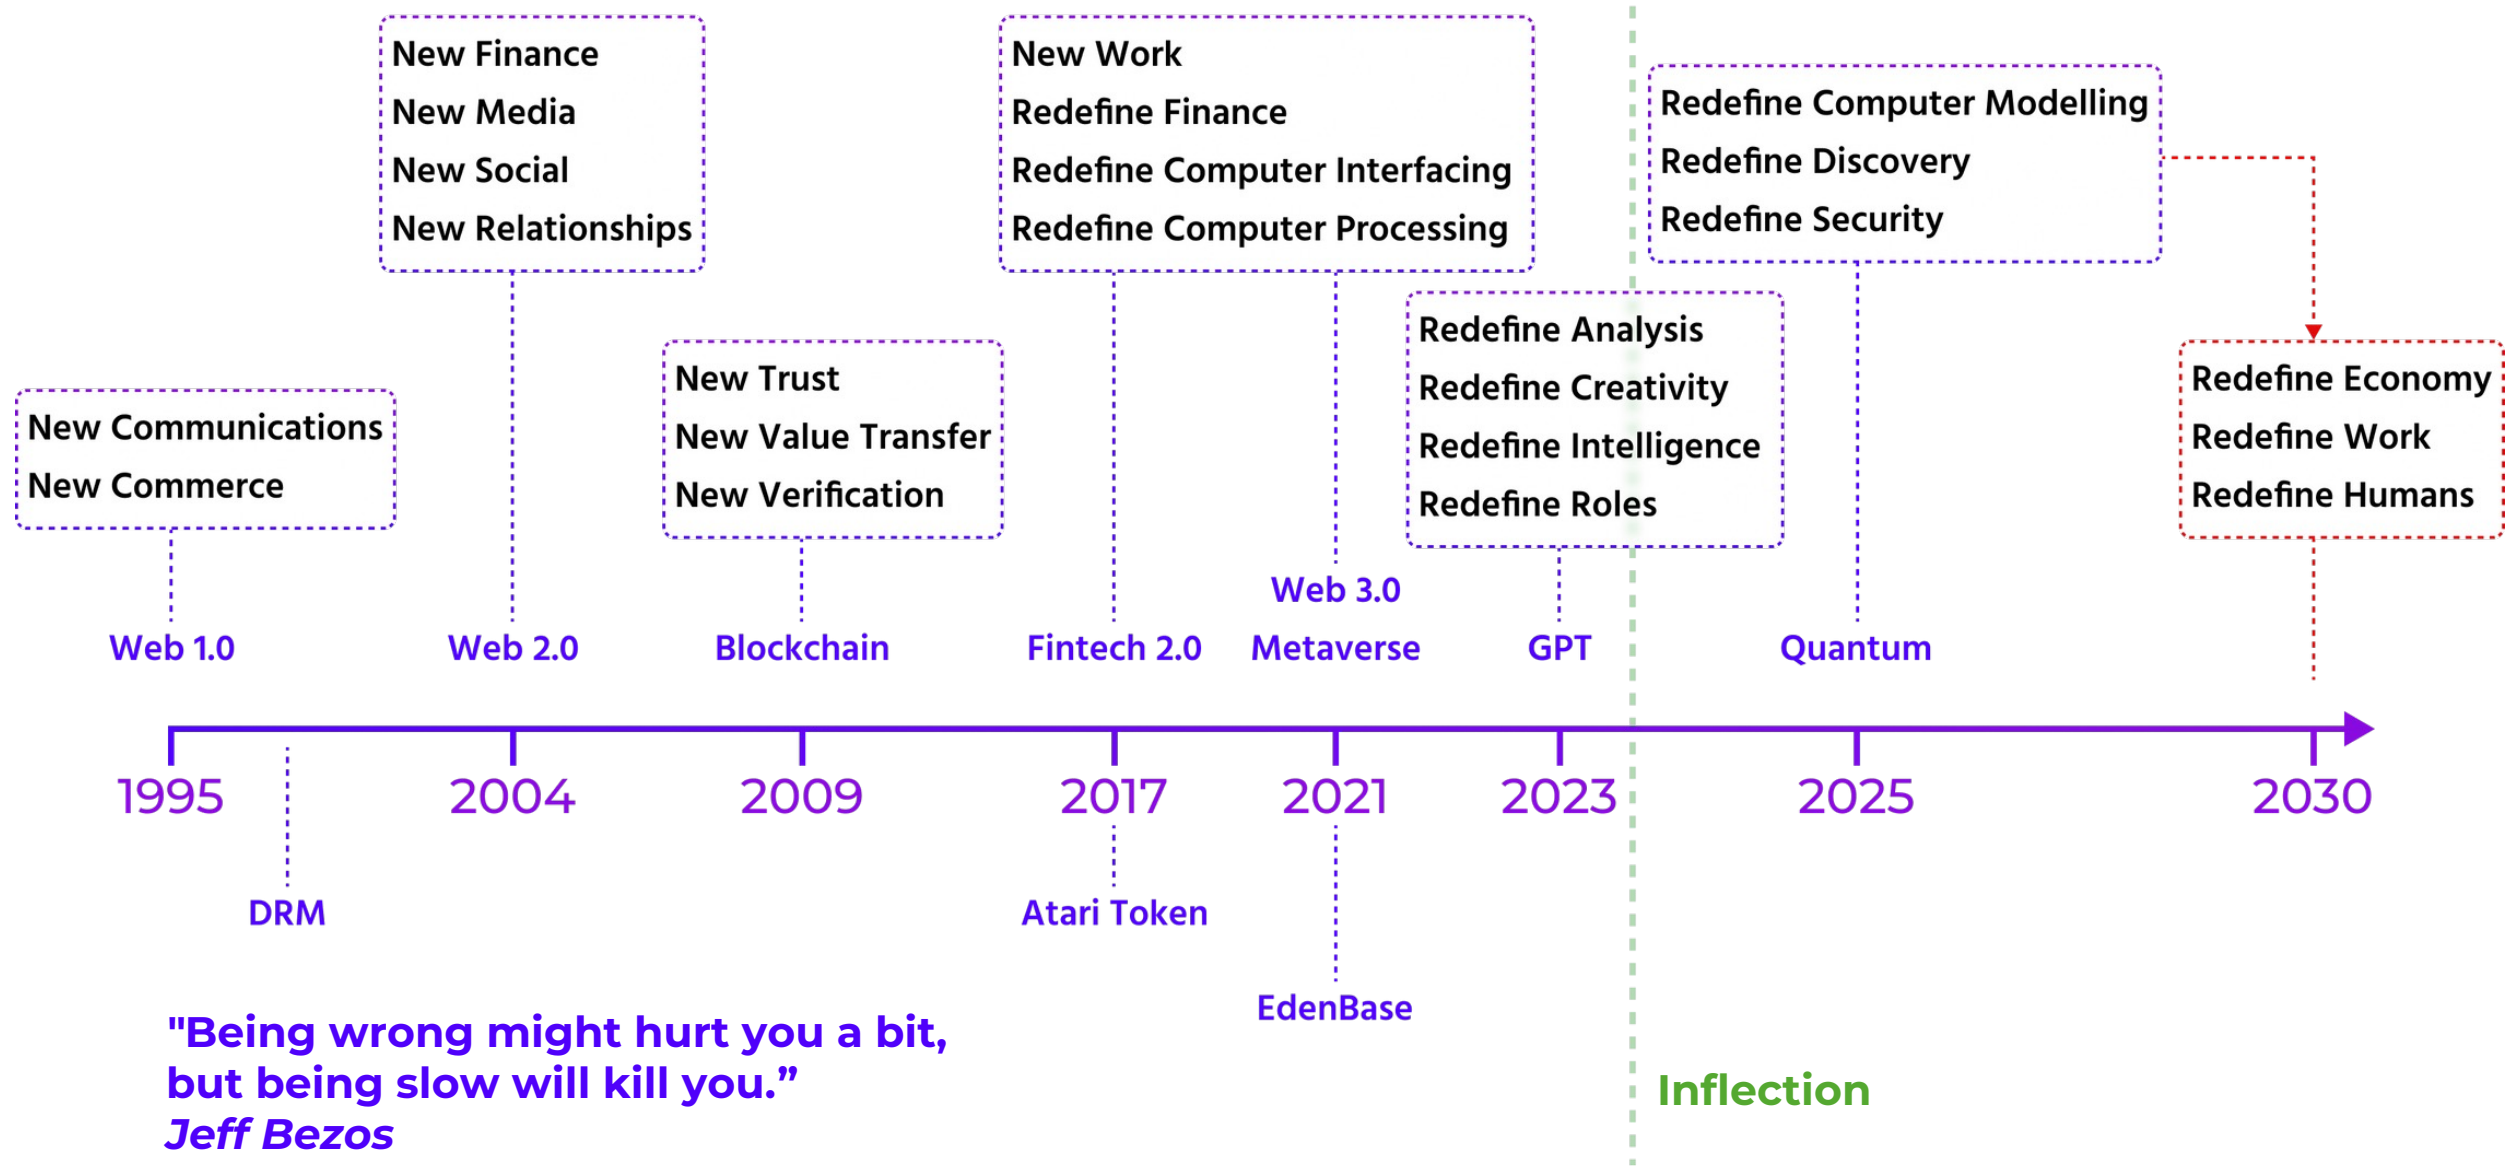 New Finance
New Media
New Social
New Relationships
New Work
Redefine Finance
Redefine Computer Interfacing
Redefine Computer Processing
Redefine Computer Modelling
Redefine Discovery
Redefine Security
New Communications
New Commerce
New Trust
New Value Transfer
New Verification
Redefine Analysis
Redefine Creativity
Redefine Intelligence
Redefine Roles
Redefine Economy
Redefine Work
Redefine Humans
Web 1.0
Web 2.0
Blockchain
Fintech 2.0
Web 3.0
Metaverse
GPT
Quantum
1995
2004
2009
2017
2021
2023
2025
2030
DRM
Atari Token
EdenBase
"Being wrong might hurt you a bit,
but being slow will kill you.”
Jeff Bezos
Inflection